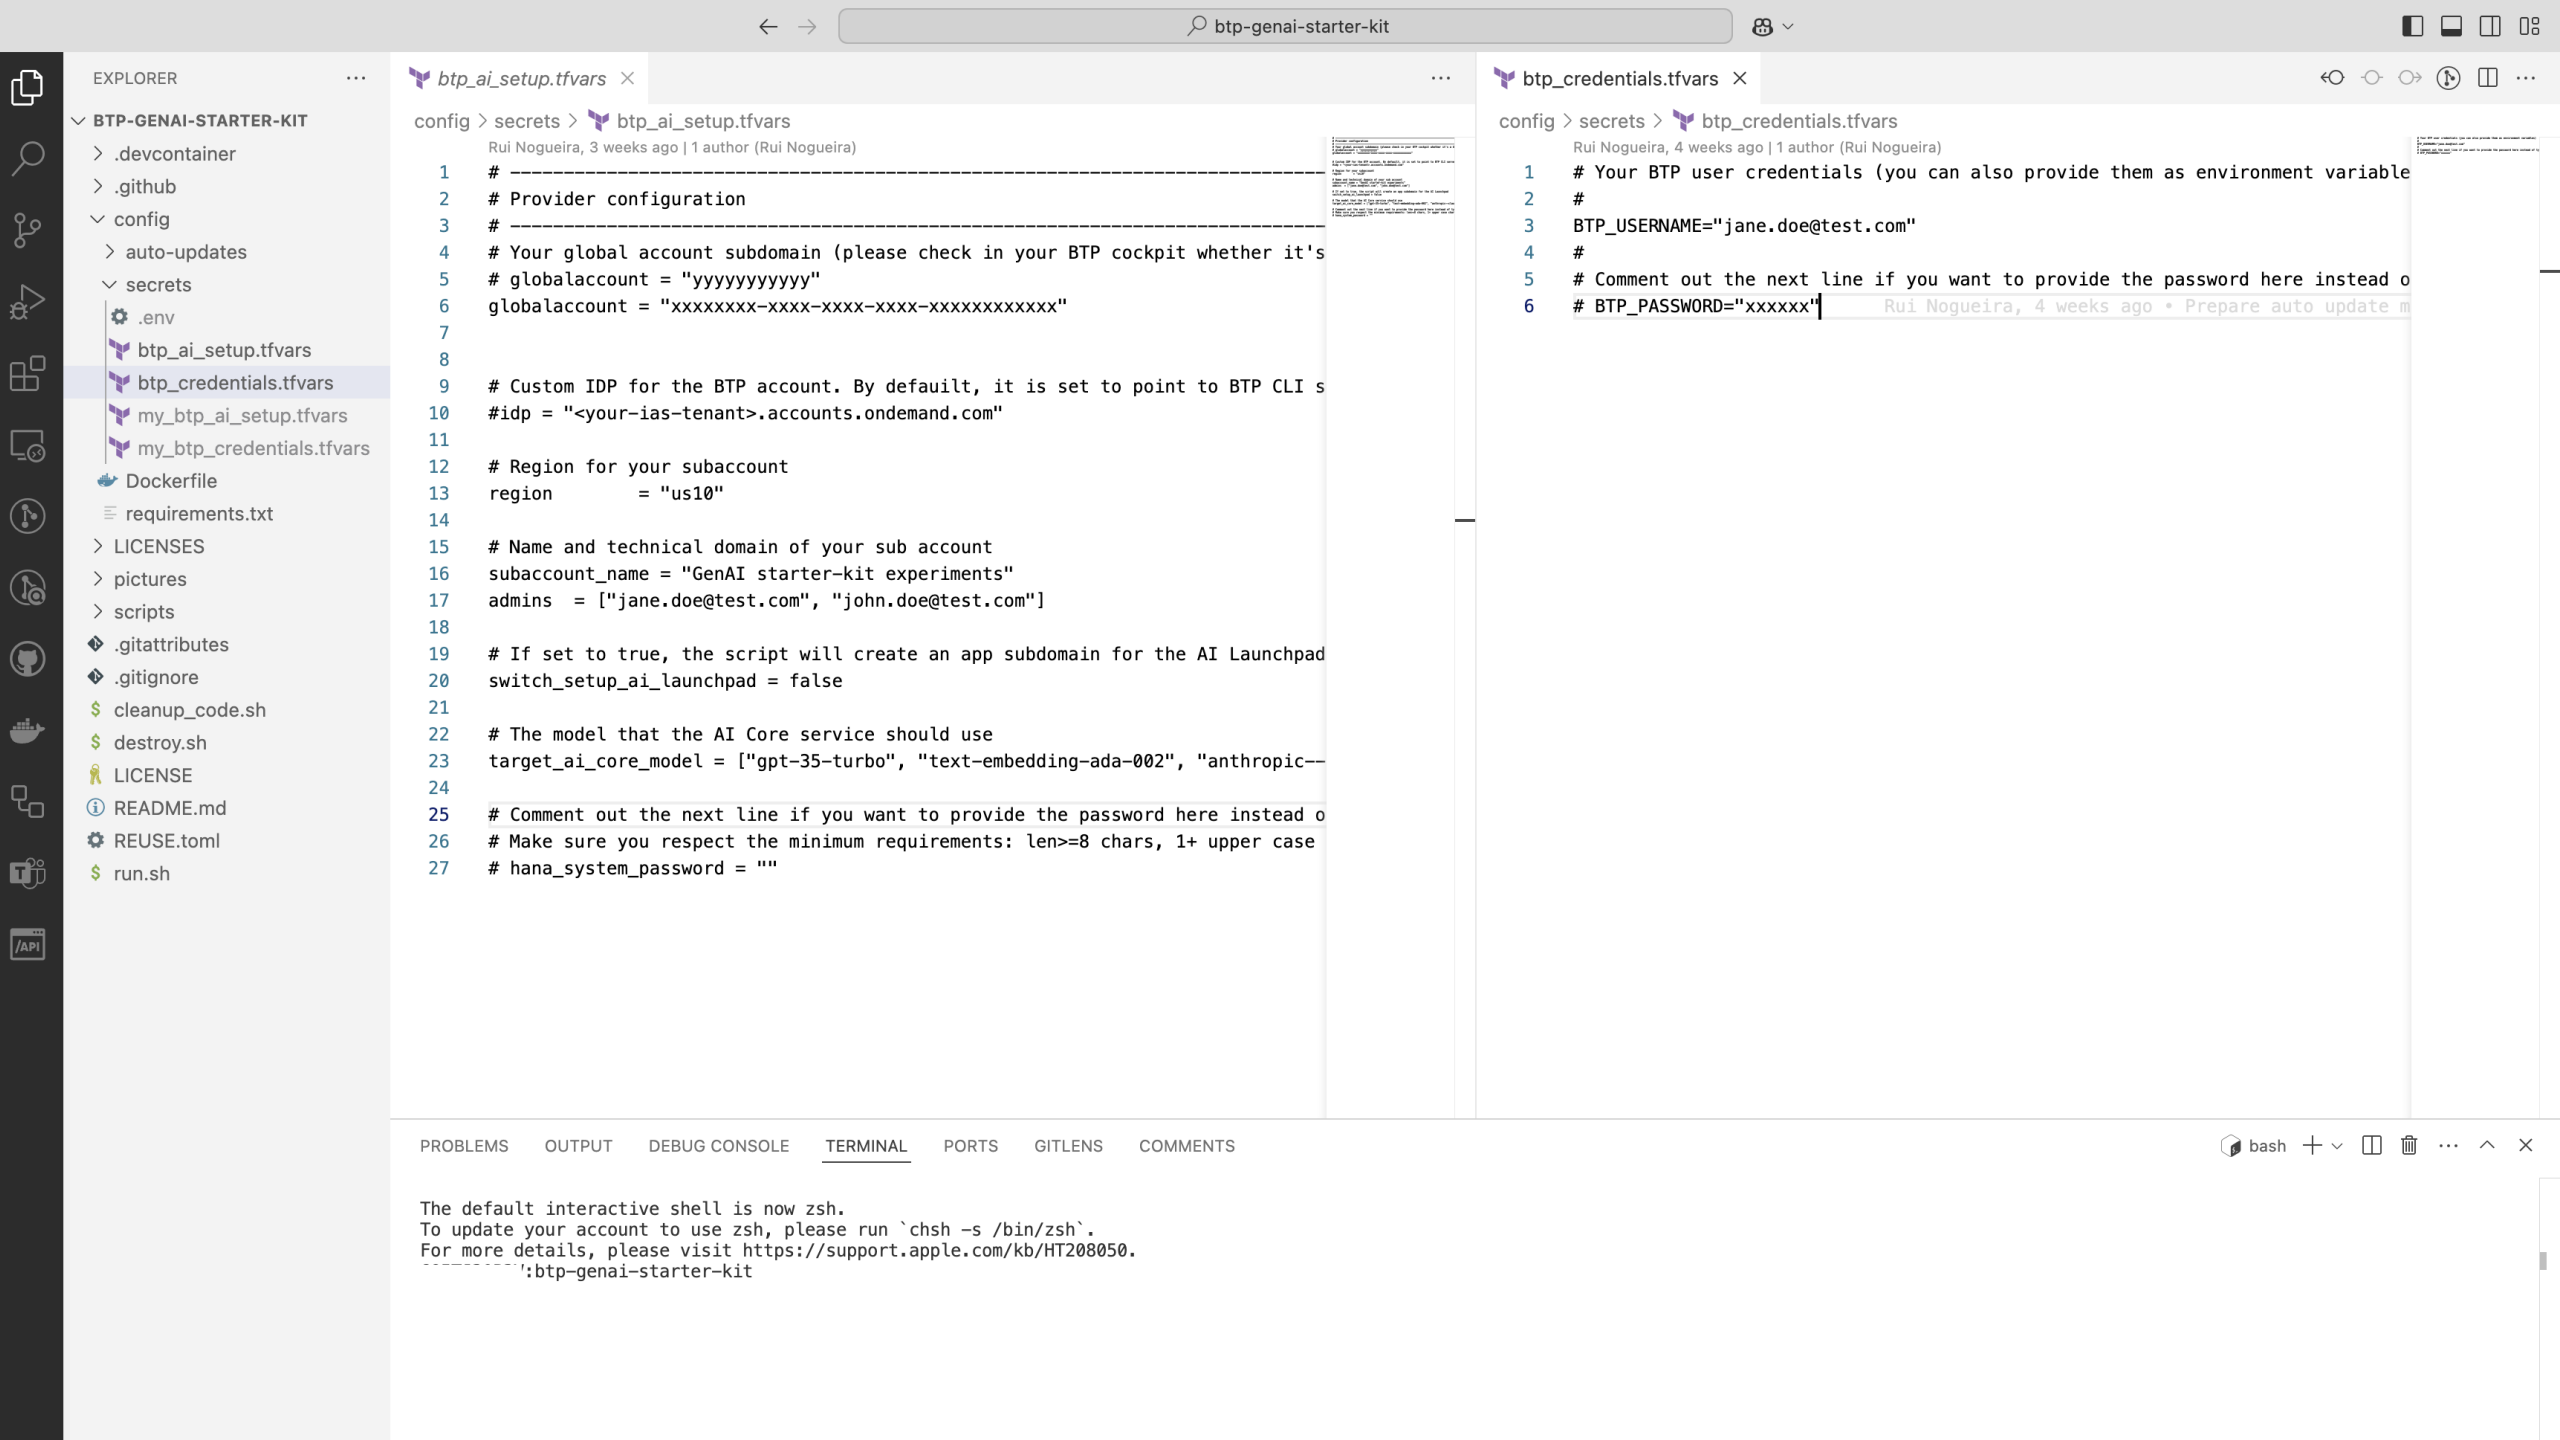 btp-genai-starter-kit
EXPLORER
BTP-GENAI-STARTER-KIT
.devcontainer
.github
config
auto-updates
secrets
.env
btp_ai_setup.tfvars
btp_credentials.tfvars
my_btp_ai_setup.tfvars
my_btp_credentials.tfvars
Dockerfile
requirements.txt
LICENSES
pictures
scripts
.gitattributes
.gitignore
$ cleanup_code.sh
$ destroy.sh
LICENSE
README.md
REUSE.toml
$ run.sh
btp_ai_setup.tfvars
config > secrets > btp_ai_setup.tfvars
Rui Nogueira, 3 weeks ago | 1 author (Rui Nogueira)
1 # ------------------------------------------------------------------------------
2 # Provider configuration
3 # ------------------------------------------------------------------------------
4 # Your global account subdomain (please check in your BTP cockpit whether it's
5 # globalaccount = "yyyyyyyyyyy"
6 globalaccount = "xxxxxxxx-xxxx-xxxx-xxxx-xxxxxxxxxxxx"
7
8
9 # Custom IDP for the BTP account. By defauilt, it is set to point to BTP CLI s
10 #idp = "<your-ias-tenant>.accounts.ondemand.com"
11
12 # Region for your subaccount
13 region        = "us10"
14
15 # Name and technical domain of your sub account
16 subaccount_name = "GenAI starter-kit experiments"
17 admins  = ["jane.doe@test.com", "john.doe@test.com"]
18
19 # If set to true, the script will create an app subdomain for the AI Launchpad
20 switch_setup_ai_launchpad = false
21
22 # The model that the AI Core service should use
23 target_ai_core_model = ["gpt-35-turbo", "text-embedding-ada-002", "anthropic--
24
25 # Comment out the next line if you want to provide the password here instead o
26 # Make sure you respect the minimum requirements: len>=8 chars, 1+ upper case
27 # hana_system_password = ""
btp_credentials.tfvars
config > secrets > btp_credentials.tfvars
Rui Nogueira, 4 weeks ago | 1 author (Rui Nogueira)
1 # Your BTP user credentials (you can also provide them as environment variable
2 #
3 BTP_USERNAME="jane.doe@test.com"
4 #
5 # Comment out the next line if you want to provide the password here instead o
6 # BTP_PASSWORD="xxxxxx" Rui Nogueira, 4 weeks ago • Prepare auto update m
PROBLEMS OUTPUT DEBUG CONSOLE TERMINAL PORTS GITLENS COMMENTS
bash
The default interactive shell is now zsh.
To update your account to use zsh, please run `chsh -s /bin/zsh`.
For more details, please visit https://support.apple.com/kb/HT208050.
:btp-genai-starter-kit
/API